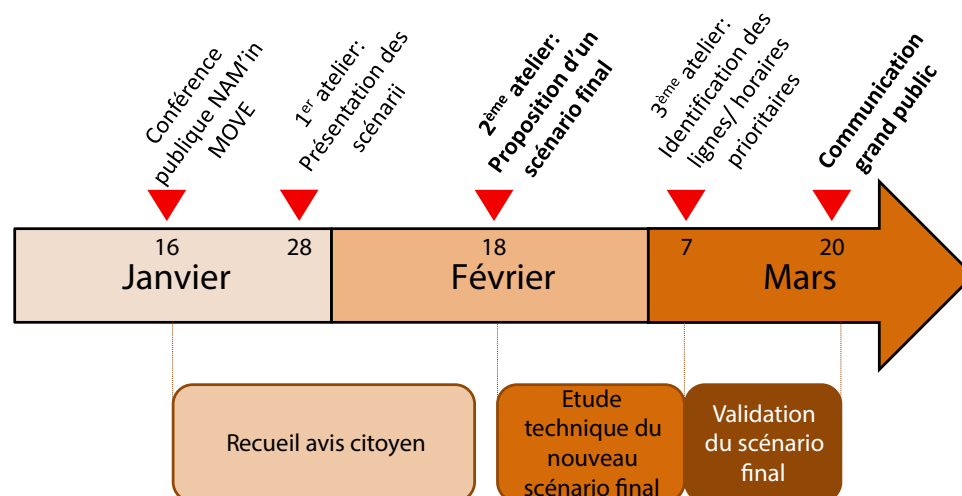 Conférence
publique NAM'in
MOVE
1er atelier:
Présentation des
scénarii
2ème atelier:
Proposition d'un
scénario final
3ème atelier:
Identification des
lignes/ horaires
prioritaires
Communication
grand public
16
28
18
7
20
Janvier
Février
Mars
Recueil avis citoyen
Etude
technique du
nouveau
scénario final
Validation
du scénario
final